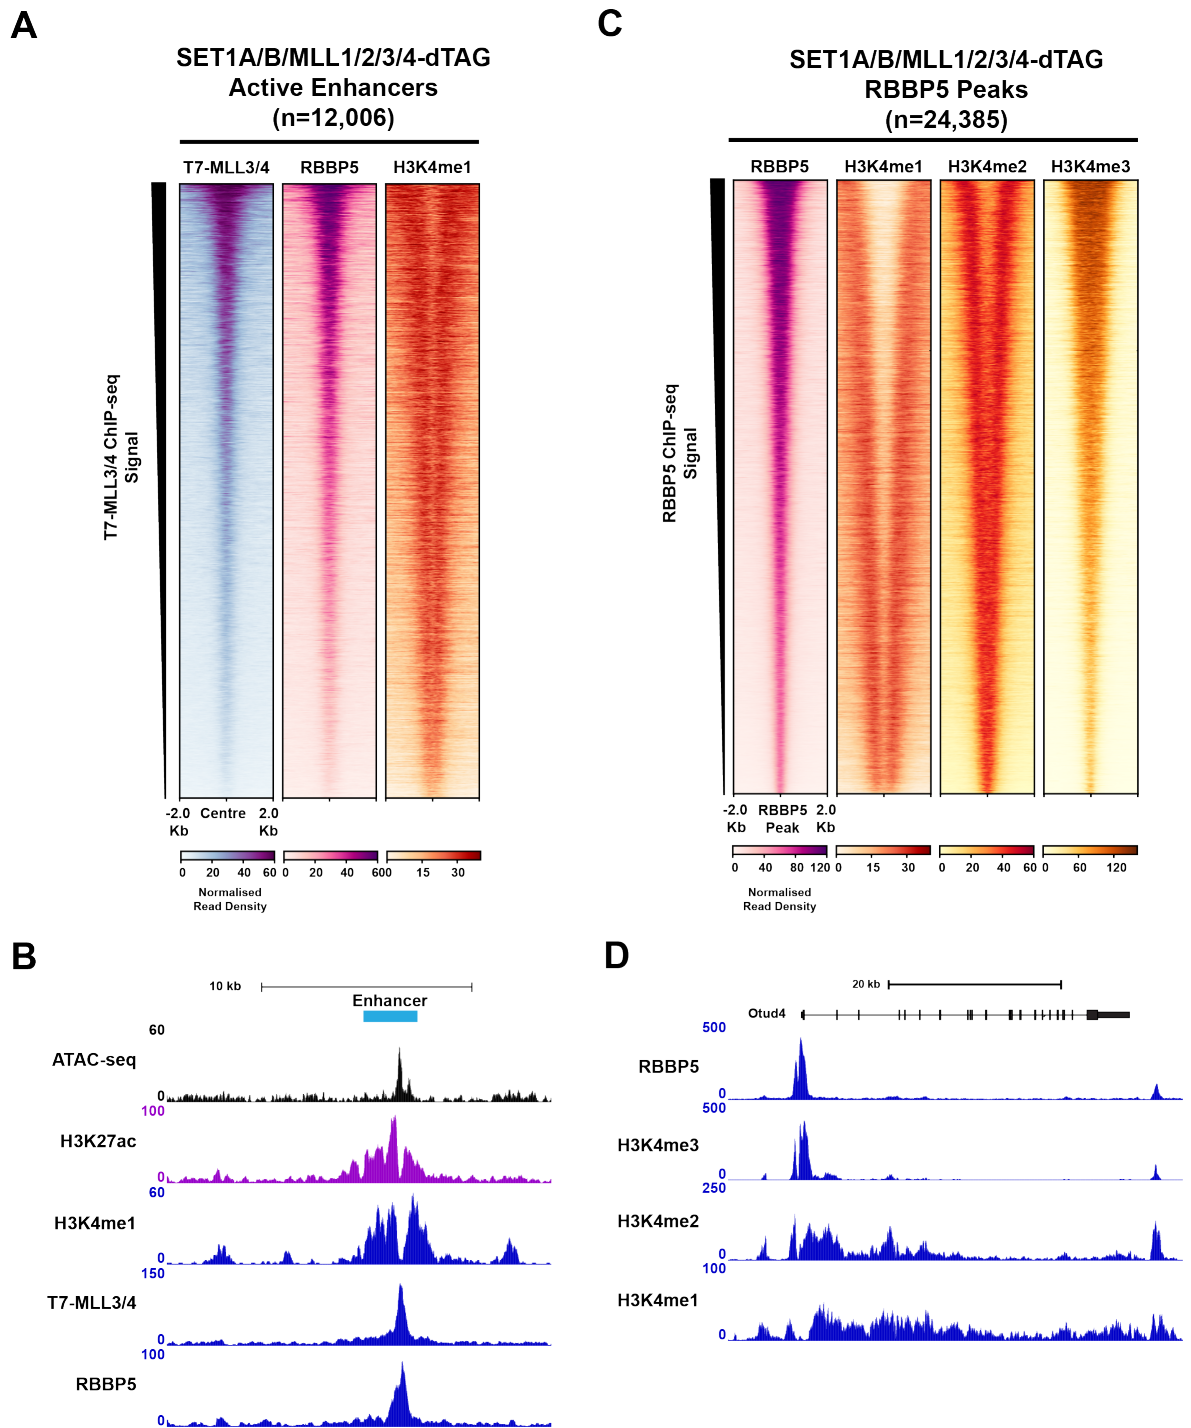 A
SET1A/B/MLL1/2/3/4-dTAG
Active Enhancers
(n=12,006)
T7-MLL3/4 RBBP5 H3K4me1
T7-MLL3/4 ChIP-seq
Signal
-2.0 Kb Centre 2.0 Kb
0 20 40 60 0 20 40 60 0 15 30
Normalised
Read Density
C
SET1A/B/MLL1/2/3/4-dTAG
RBBP5 Peaks
(n=24,385)
RBBP5 H3K4me1 H3K4me2 H3K4me3
RBBP5 ChIP-seq
Signal
-2.0 Kb RBBP5 Peak 2.0 Kb
0 40 80 120 0 15 30 0 20 40 60 0 60 120
Normalised
Read Density
B
10 kb
Enhancer
60
ATAC-seq
0
100
H3K27ac
0
60
H3K4me1
0
150
T7-MLL3/4
0
100
RBBP5
0
D
20 kb
Otud4
500
RBBP5
0
500
H3K4me3
0
250
H3K4me2
0
100
H3K4me1
0